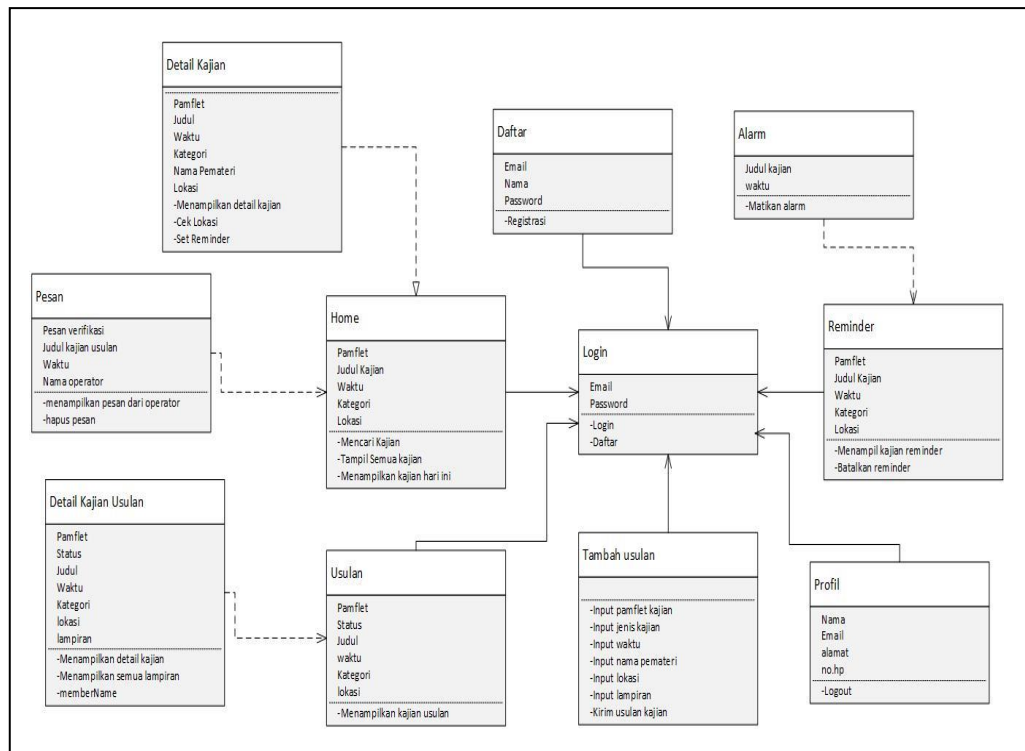 Detail Kajian
Pamflet
Judul
Waktu
Kategori
Nama Pemateri
Lokasi
-Menampilkan detail kajian
-Cek Lokasi
-Set Reminder
Daftar
Email
Nama
Password
-Registrasi
Alarm
Judul kajian
waktu
-Matikan alarm
Pesan
Pesan verifikasi
Judul kajian usulan
Waktu
Nama operator
-menampilkan pesan dari operator
-hapus pesan
Home
Pamflet
Judul Kajian
Waktu
Kategori
Lokasi
-Mencari Kajian
-Tampil Semua kajian
-Menampilkan kajian hari ini
Login
Email
Password
-Login
-Daftar
Reminder
Pamflet
Judul Kajian
Waktu
Kategori
Lokasi
-Menampil kajian reminder
-Batalkan reminder
Detail Kajian Usulan
Pamflet
Status
Judul
Waktu
Kategori
lokasi
lampiran
-Menampilkan detail kajian
-Menampilkan semua lampiran
-memberName
Usulan
Pamflet
Status
Judul
waktu
Kategori
lokasi
-Menampilkan kajian usulan
Tambah usulan
-Input pamflet kajian
-Input jenis kajian
-Input waktu
-Input nama pemateri
-Input lokasi
-Input lampiran
-Kirim usulan kajian
Profil
Nama
Email
alamat
no.hp
-Logout